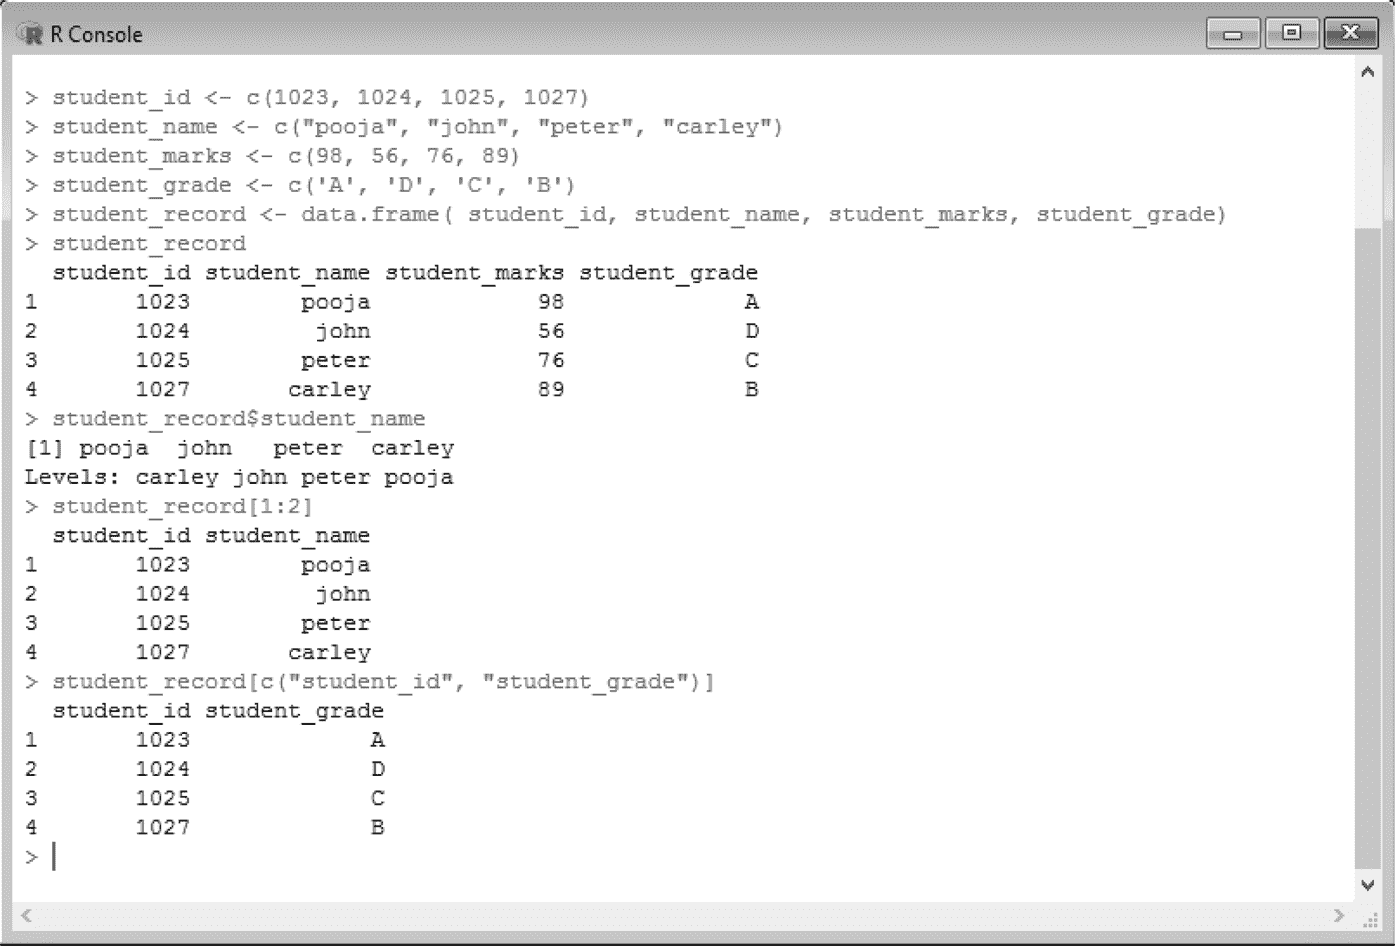 R Console
> student_id <- c(1023, 1024, 1025, 1027)
> student_name <- c("pooja", "john", "peter", "carley")
> student_marks <- c(98, 56, 76, 89)
> student_grade <- c('A', 'D', 'C', 'B')
> student_record <- data.frame( student_id, student_name, student_marks, student_grade)
> student_record
  student_id student_name student_marks student_grade
1       1023        pooja            98             A
2       1024         john            56             D
3       1025        peter            76             C
4       1027       carley            89             B
> student_record$student_name
[1] pooja  john   peter  carley
Levels: carley john peter pooja
> student_record[1:2]
  student_id student_name
1       1023        pooja
2       1024         john
3       1025        peter
4       1027       carley
> student_record[c("student_id", "student_grade")]
  student_id student_grade
1       1023             A
2       1024             D
3       1025             C
4       1027             B
>